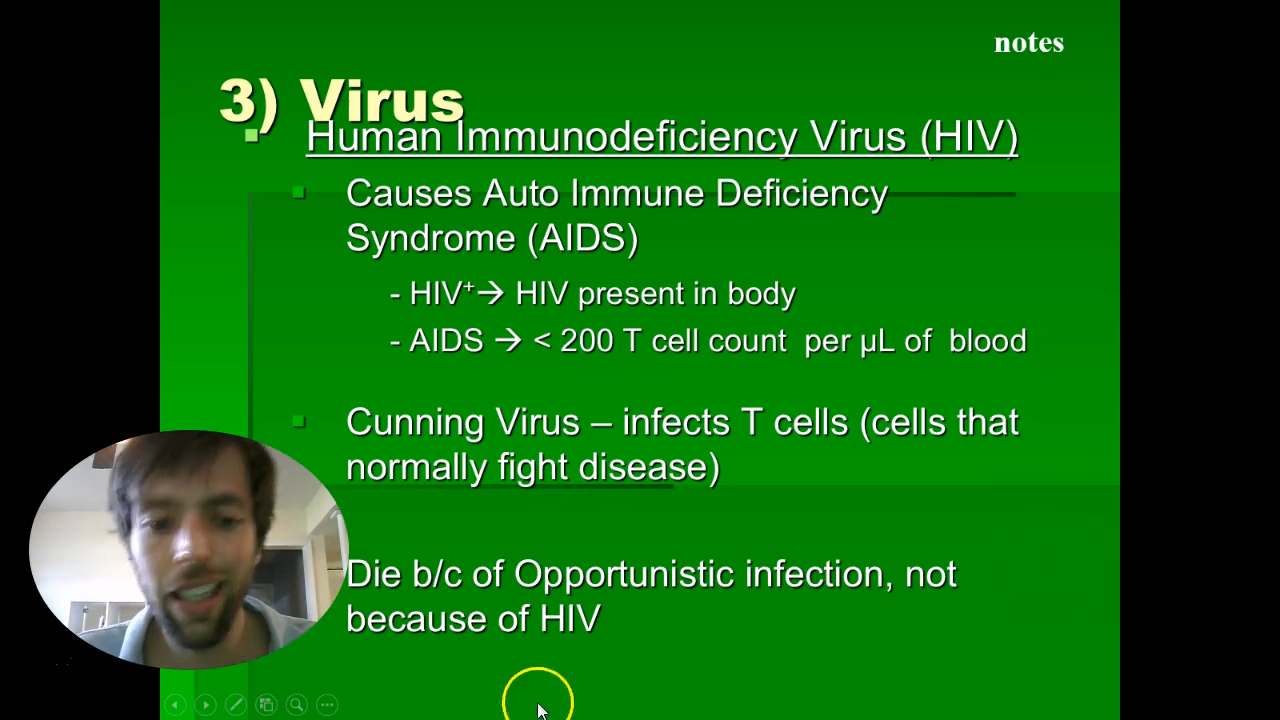 notes
3) Virus
Human Immunodeficiency Virus (HIV)
Causes Auto Immune Deficiency
Syndrome (AIDS)
- HIV⁺→ HIV present in body
- AIDS → < 200 T cell count per µL of blood
Cunning Virus – infects T cells (cells that
normally fight disease)
Die b/c of Opportunistic infection, not
because of HIV